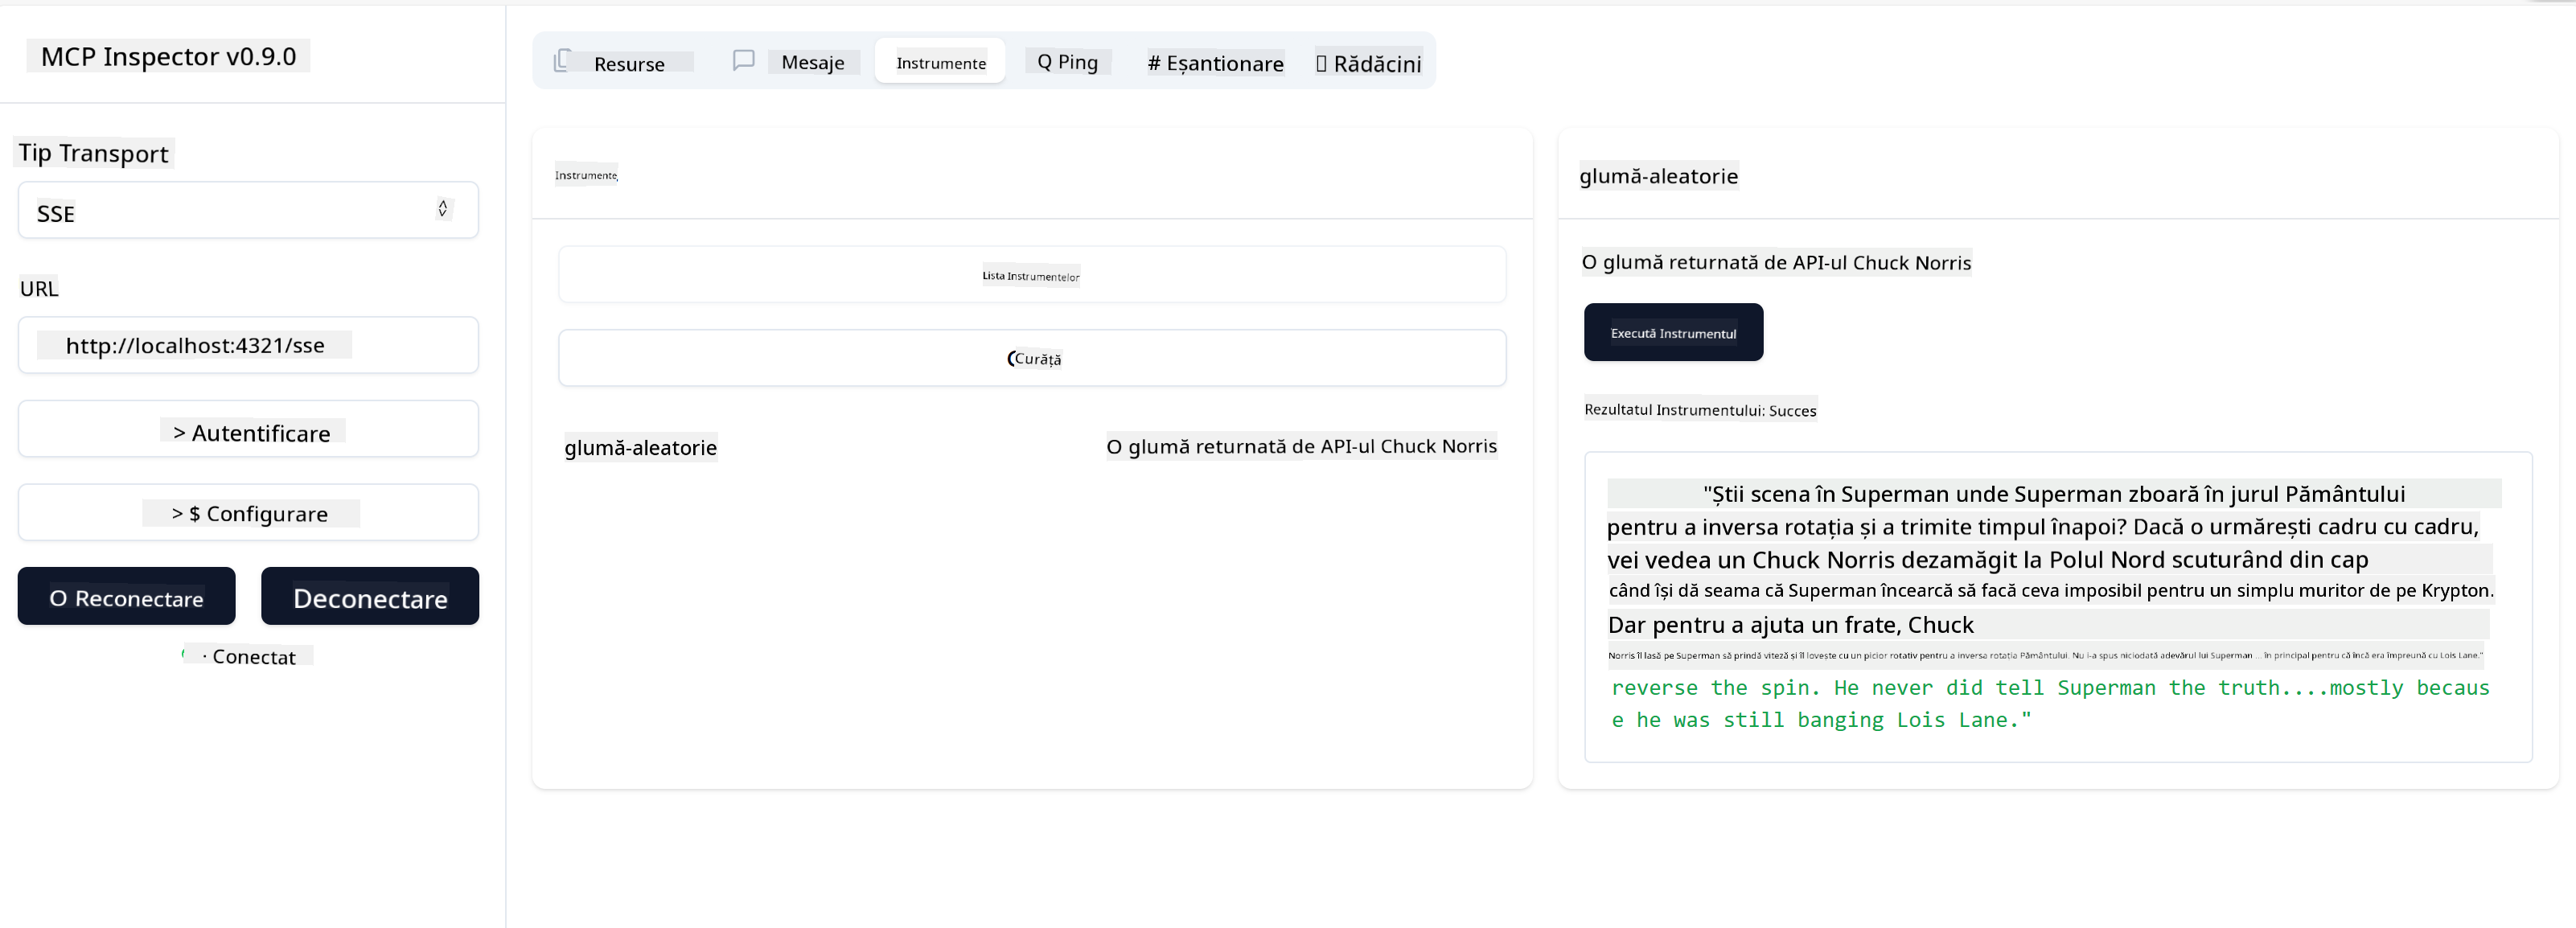 MCP Inspector v0.9.0
Tip Transport
SSE
URL
http://localhost:4321/sse
> Autentificare
> $ Configurare
O Reconectare
Deconectare
· Conectat
Resurse
Mesaje
Instrumente
Q Ping
# Eșantionare
Rădăcini
Instrumente
Lista Instrumentelor
Curăță
glumă-aleatorie
O glumă returnată de API-ul Chuck Norris
glumă-aleatorie
O glumă returnată de API-ul Chuck Norris
Execută Instrumentul
Rezultatul Instrumentului: Succes
"Știi scena în Superman unde Superman zboară în jurul Pământului
pentru a inversa rotația și a trimite timpul înapoi? Dacă o urmărești cadru cu cadru,
vei vedea un Chuck Norris dezamăgit la Polul Nord scuturând din cap
când își dă seama că Superman încearcă să facă ceva imposibil pentru un simplu muritor de pe Krypton.
Dar pentru a ajuta un frate, Chuck
Norris îl lasă pe Superman să prindă viteză și îl lovește cu un picior rotativ pentru a inversa rotația Pământului. Nu i-a spus niciodată adevărul lui Superman ... în principal pentru că încă era împreună cu Lois Lane."
reverse the spin. He never did tell Superman the truth....mostly becaus
e he was still banging Lois Lane."